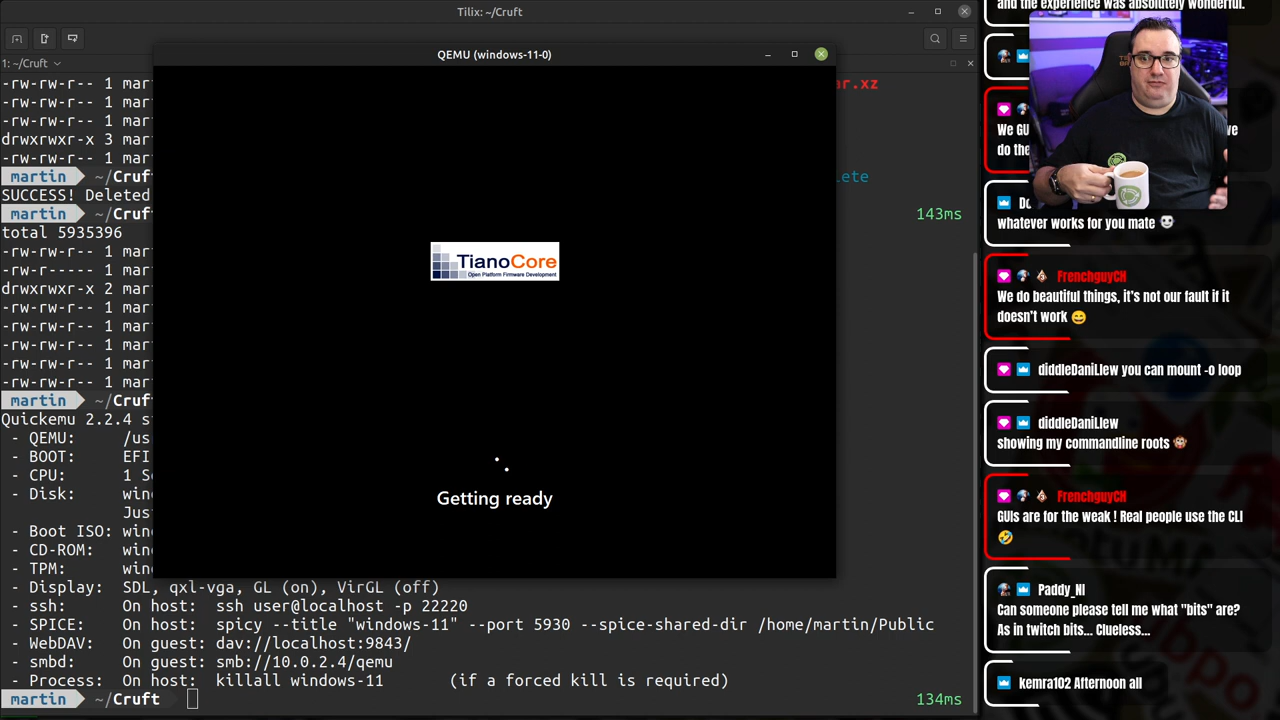 Tilix: ~/Cruft
1: ~/Cruft
QEMU (windows-11-0)
-rw-rw-r-- 1 mar
ar.xz
-rw-rw-r-- 1 mar
-rw-rw-r-- 1 mar
drwxrwxr-x 3 mar
-rw-rw-r-- 1 mar
martin ~/Cruf
lete
SUCCESS! Deleted
martin ~/Cruf
143ms
total 5935396
-rw-rw-r-- 1 mar
-rw-r----- 1 mar
drwxrwxr-x 2 mar
-rw-rw-r-- 1 mar
-rw-rw-r-- 1 mar
-rw-rw-r-- 1 mar
-rw-rw-r-- 1 mar
-rw-rw-r-- 1 mar
martin ~/Cruf
Quickemu 2.2.4 s
- QEMU: /us
- BOOT: EFI
- CPU: 1 S
- Disk: win
Jus
- Boot ISO: win
- CD-ROM: win
- TPM: win
- Display: SDL, qxl-vga, GL (on), VirGL (off)
- ssh: On host: ssh user@localhost -p 22220
- SPICE: On host: spicy --title "windows-11" --port 5930 --spice-shared-dir /home/martin/Public
- WebDAV: On guest: dav://localhost:9843/
- smbd: On guest: smb://10.0.2.4/qemu
- Process: On host: killall windows-11 (if a forced kill is required)
martin ~/Cruft
134ms
TianoCore
Open Platform Firmware Development
Getting ready
and the experience was absolutely wonderful.
We GU
ve
do the
Do
whatever works for you mate
FrenchguyCH
We do beautiful things, it's not our fault if it
doesn't work 😄
diddleDaniLlew you can mount -o loop
diddleDaniLlew
showing my commandline roots 🙊
FrenchguyCH
GUIs are for the weak ! Real people use the CLI
🤣
Paddy_NI
Can someone please tell me what "bits" are?
As in twitch bits... Clueless...
kemra102 Afternoon all